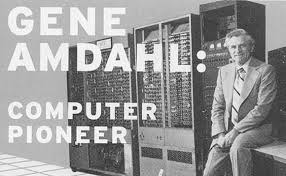 GENE
AMDAHL:
COMPUTER
PIONEER